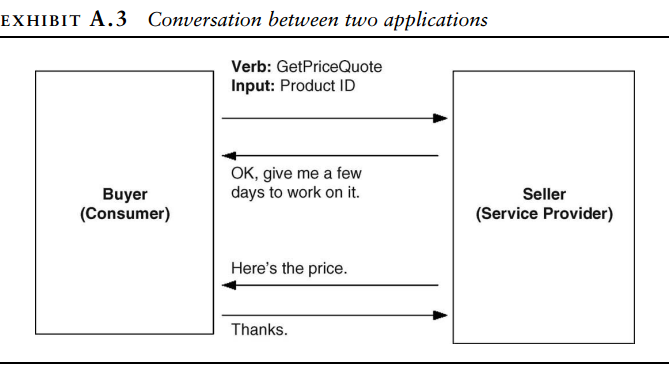 EXHIBIT A.3 Conversation between two applications
Verb: GetPriceQuote
Input: Product ID
OK, give me a few
days to work on it.
Buyer
(Consumer)
Seller
(Service Provider)
Here's the price.
Thanks.